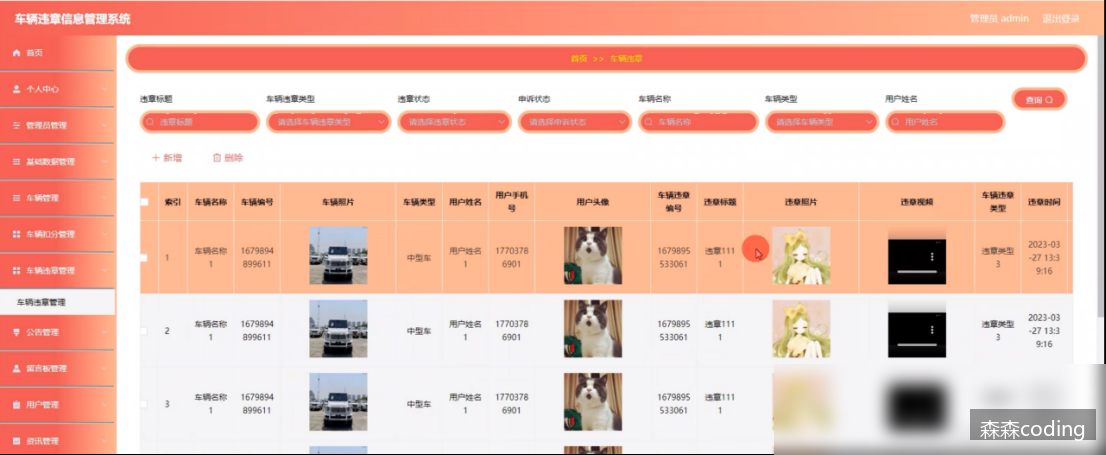 车辆违章信息管理系统
管理员 admin 退出登录
首页
个人中心
管理员管理
基础数据管理
车辆管理
车辆扣分管理
车辆违章管理
车辆违章管理
公告管理
留言板管理
用户管理
资讯管理
首页 >> 车辆违章
违章标题 车辆违章类型 违章状态 申诉状态 车辆名称 车辆类型 用户姓名
违章标题 请选择车辆违章类型 请选择违章状态 请选择申诉状态 车辆名称 请选择车辆类型 用户姓名 查询
+ 新增 删除
索引 车辆名称 车辆编号 车辆照片 车辆类型 用户姓名 用户手机号 用户头像 车辆违章编号 违章标题 违章照片 违章视频 车辆违章类型 违章时间
1 车辆名称1 1679894899611 中型车 用户姓名1 17703786901 1679895533061 违章111 1 违章类型3 2023-03-27 13:39:16
2 车辆名称1 1679894899611 中型车 用户姓名1 17703786901 1679895533061 违章111 1 违章类型3 2023-03-27 13:39:16
3 车辆名称1 1679894899611 中型车 用户姓名1 17703786901 1679895533061 违章111 1
森森coding